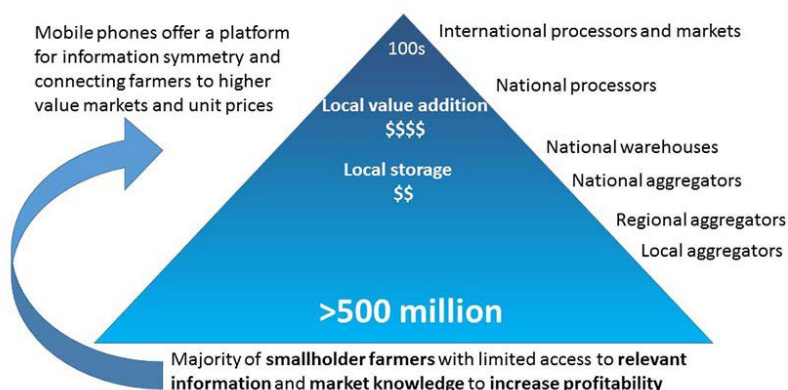 Mobile phones offer a platform
for information symmetry and
connecting farmers to higher
value markets and unit prices
100s
International processors and markets
National processors
Local value addition
$$$$
National warehouses
Local storage
$$
National aggregators
Regional aggregators
Local aggregators
>500 million
Majority of smallholder farmers with limited access to relevant
information and market knowledge to increase profitability